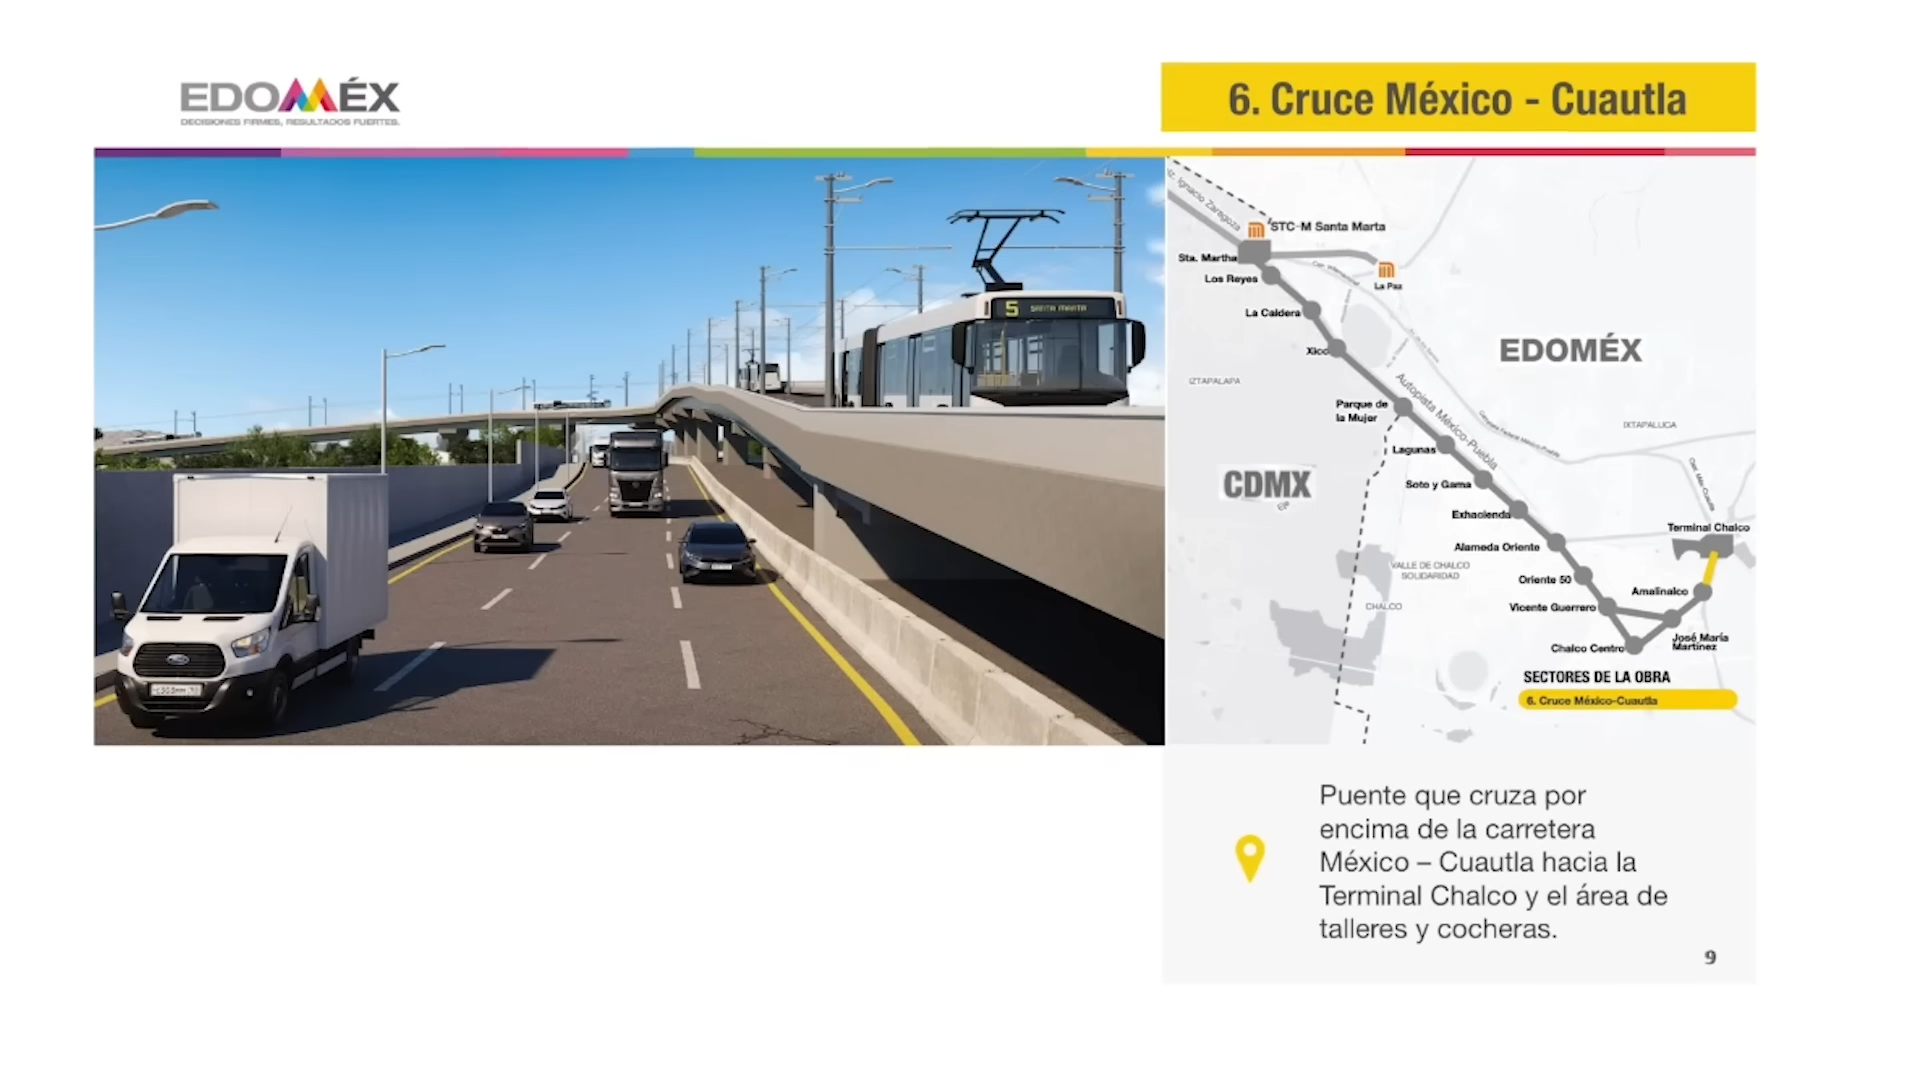 EDOMÉX
DECISIONES FIRMES, RESULTADOS FUERTES.
6. Cruce México - Cuautla
5 SANTA MARTA
Ignacio Zaragoza
STC-M Santa Marta
Sta. Martha
La Paz
Los Reyes
La Caldera
Xico
EDOMÉX
IZTAPALAPA
Autopista México-Puebla
Parque de
la Mujer
IXTAPALUCA
Lagunas
CDMX
Soto y Gama
Exhacienda
Terminal Chalco
Alameda Oriente
VALLE DE CHALCO
SOLIDARIDAD
Oriente 50
Amalinalco
CHALCO
Vicente Guerrero
José María
Martínez
Chalco Centro
SECTORES DE LA OBRA
6. Cruce México-Cuautla
Puente que cruza por
encima de la carretera
México – Cuautla hacia la
Terminal Chalco y el área de
talleres y cocheras.
9